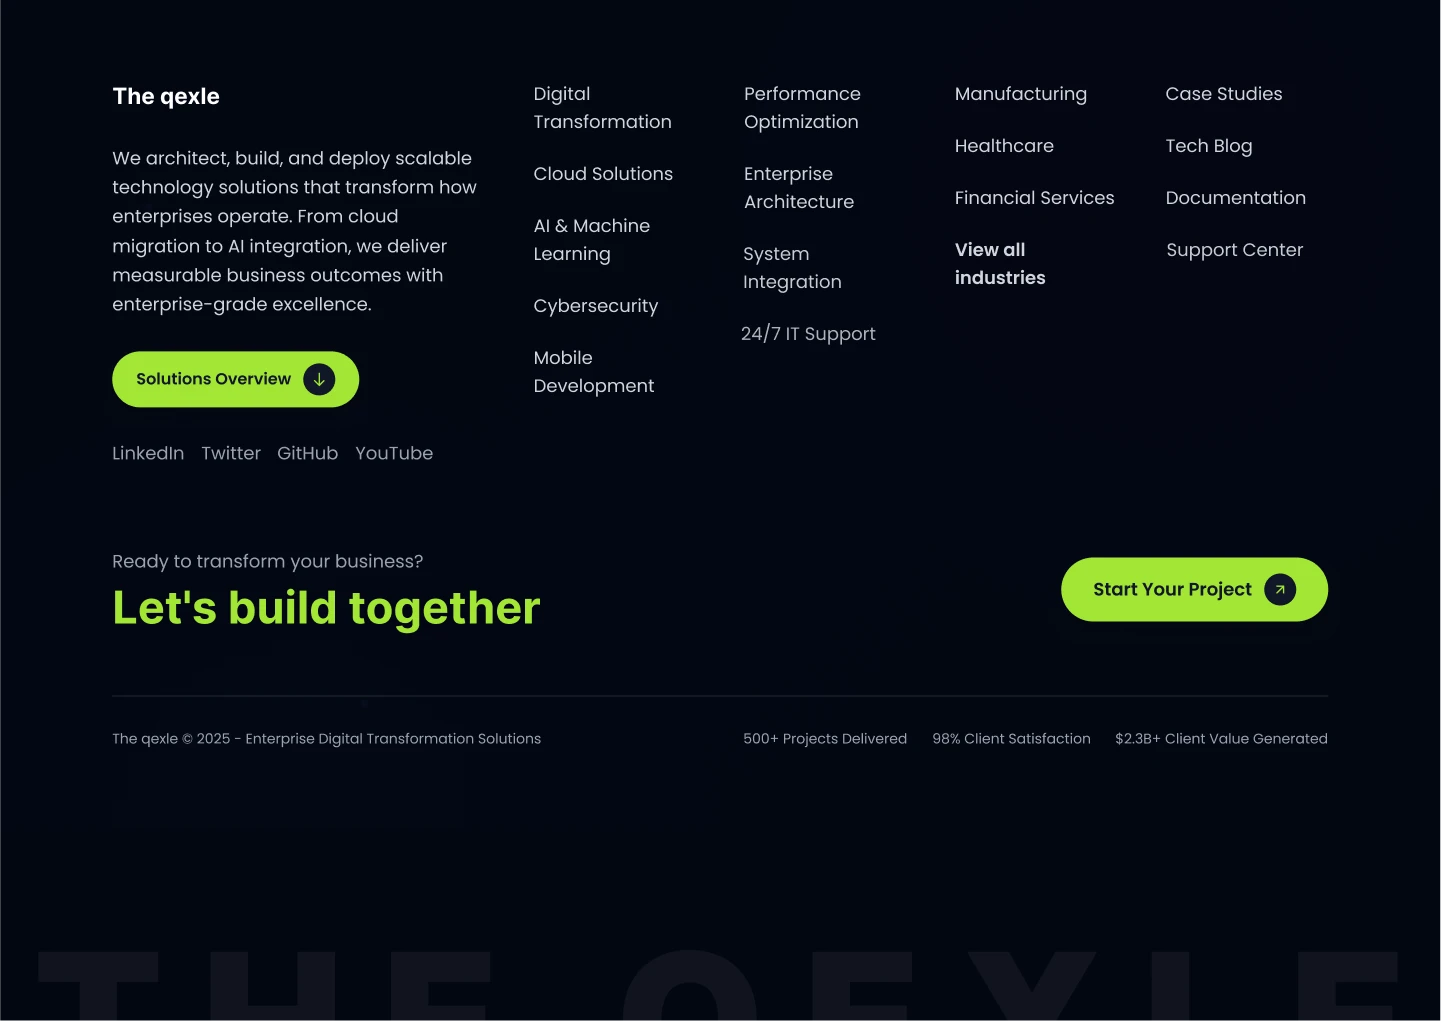 The qexle
We architect, build, and deploy scalable
technology solutions that transform how
enterprises operate. From cloud
migration to AI integration, we deliver
measurable business outcomes with
enterprise-grade excellence.
Solutions Overview
LinkedIn Twitter GitHub YouTube
Digital
Transformation
Cloud Solutions
AI & Machine
Learning
Cybersecurity
Mobile
Development
Performance
Optimization
Enterprise
Architecture
System
Integration
24/7 IT Support
Manufacturing
Healthcare
Financial Services
View all
industries
Case Studies
Tech Blog
Documentation
Support Center
Ready to transform your business?
Let's build together
Start Your Project
The qexle © 2025 - Enterprise Digital Transformation Solutions
500+ Projects Delivered 98% Client Satisfaction $2.3B+ Client Value Generated
THE QEXLE